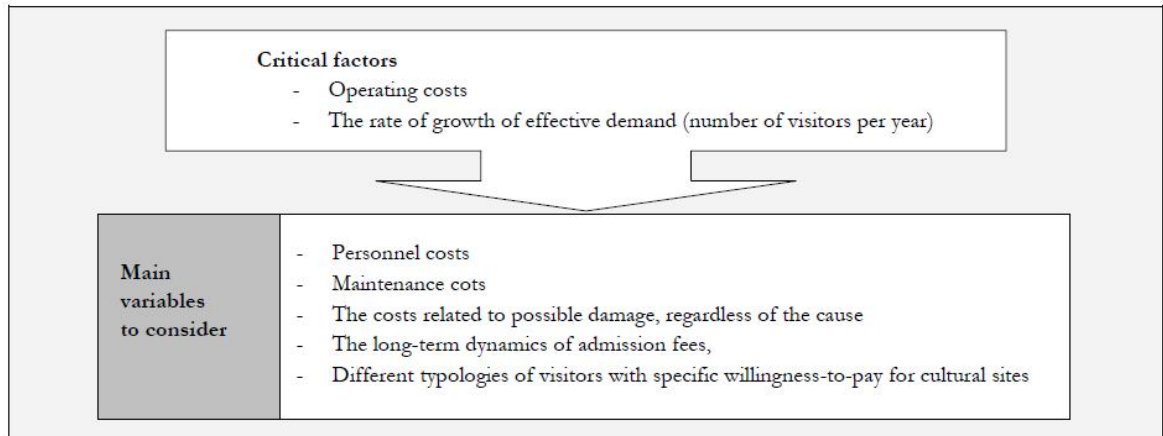 Critical factors
- Operating costs
- The rate of growth of effective demand (number of visitors per year)
Main
variables
to consider
- Personnel costs
- Maintenance cots
- The costs related to possible damage, regardless of the cause
- The long-term dynamics of admission fees,
- Different typologies of visitors with specific willingness-to-pay for cultural sites